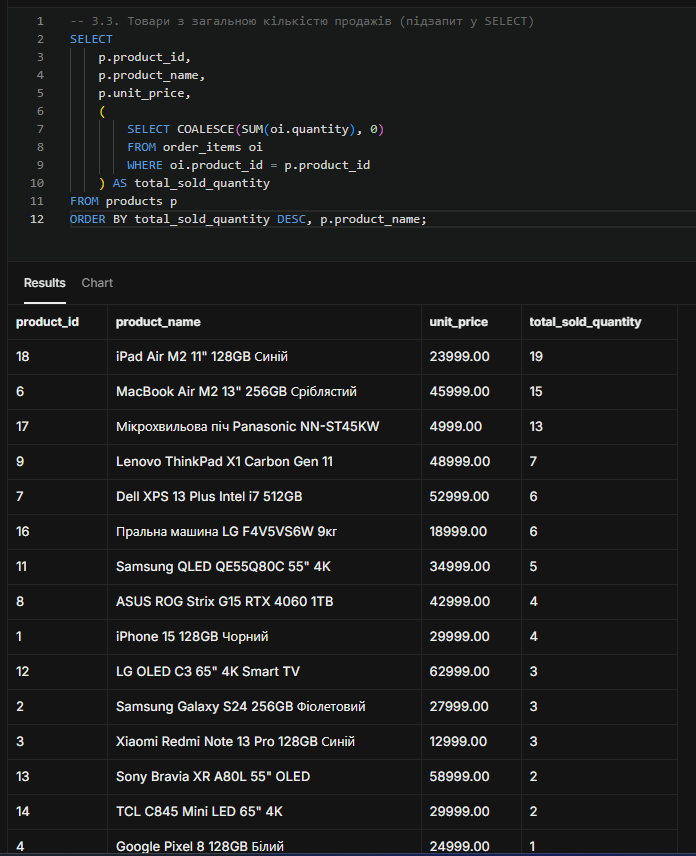 1 -- 3.3. Товари з загальною кількістю продажів (підзапит у SELECT)
2 SELECT
3 p.product_id,
4 p.product_name,
5 p.unit_price,
6 (
7 SELECT COALESCE(SUM(oi.quantity), 0)
8 FROM order_items oi
9 WHERE oi.product_id = p.product_id
10 ) AS total_sold_quantity
11 FROM products p
12 ORDER BY total_sold_quantity DESC, p.product_name;
Results Chart
product_id product_name unit_price total_sold_quantity
18 iPad Air M2 11" 128GB Синій 23999.00 19
6 MacBook Air M2 13" 256GB Сріблястий 45999.00 15
17 Мікрохвильова піч Panasonic NN-ST45KW 4999.00 13
9 Lenovo ThinkPad X1 Carbon Gen 11 48999.00 7
7 Dell XPS 13 Plus Intel i7 512GB 52999.00 6
16 Пральна машина LG F4V5VS6W 9кг 18999.00 6
11 Samsung QLED QE55Q80C 55" 4K 34999.00 5
8 ASUS ROG Strix G15 RTX 4060 1TB 42999.00 4
1 iPhone 15 128GB Чорний 29999.00 4
12 LG OLED C3 65" 4K Smart TV 62999.00 3
2 Samsung Galaxy S24 256GB Фіолетовий 27999.00 3
3 Xiaomi Redmi Note 13 Pro 128GB Синій 12999.00 3
13 Sony Bravia XR A80L 55" OLED 58999.00 2
14 TCL C845 Mini LED 65" 4K 29999.00 2
4 Google Pixel 8 128GB Білий 24999.00 1